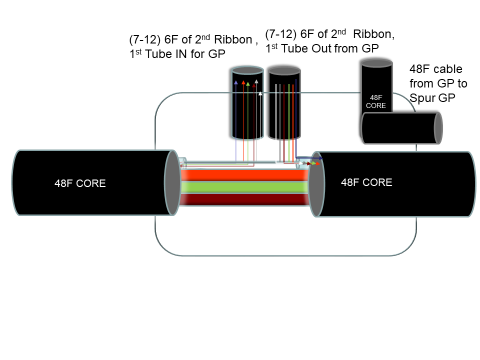 (7-12) 6F of 2nd Ribbon ,
1st Tube IN for GP
(7-12) 6F of 2nd Ribbon,
1st Tube Out from GP
48F cable
from GP to
Spur GP
48F
CORE
48F CORE
48F CORE